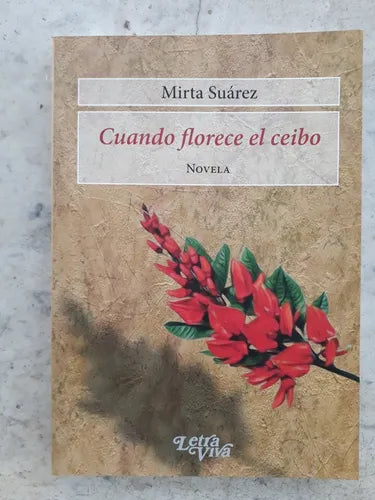 Mirta Suárez
Cuando florece el ceibo
Novela
Letra
Viva